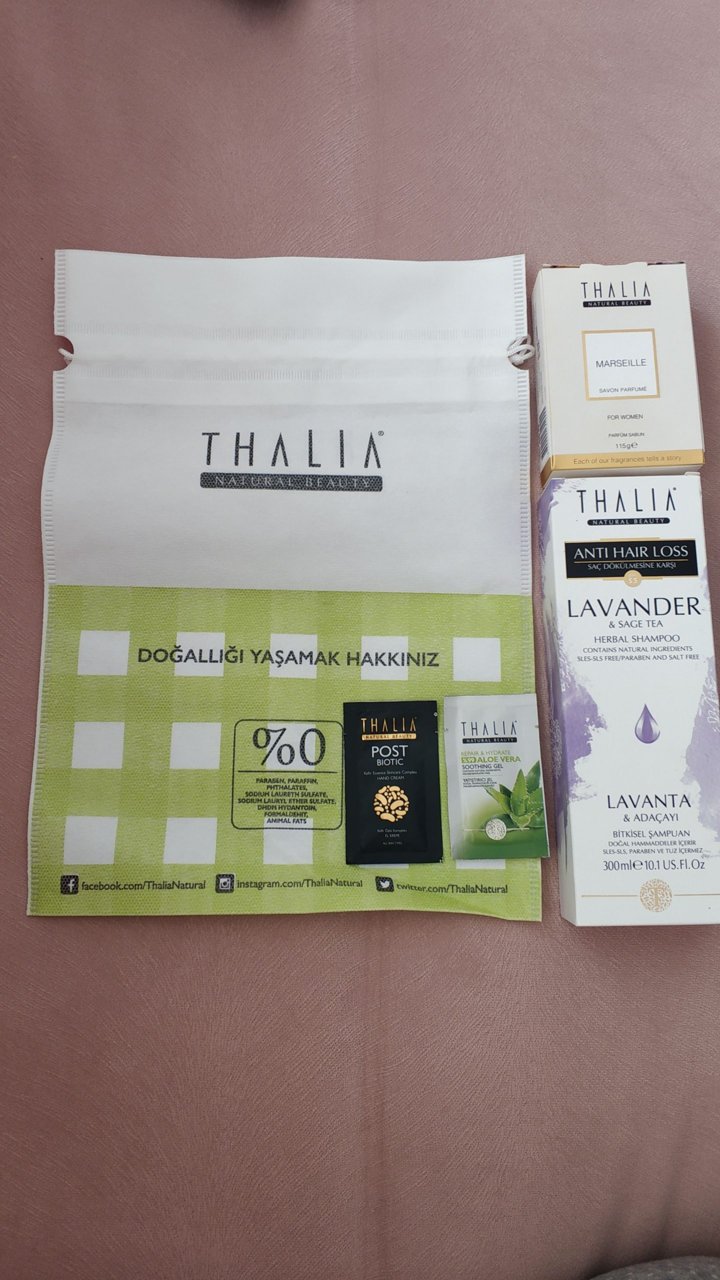 THALIA®
NATURAL BEAUTY
DOĞALLIĞI YAŞAMAK HAKKINIZ
%0
PARABEN, PARAFFIN,
PHTHALATES,
SODIUM LAURETH SULFATE,
SODIUM LAURYL ETHER SULFATE,
DMDM HYDANTOIN,
FORMALDEHIT,
ANIMAL FATS
facebook.com/ThaliaNatural
instagram.com/ThaliaNatural
twitter.com/ThaliaNatural
THALIA
NATURAL BEAUTY
POST
BIOTIC
HAND CREAM
THALIA
NATURAL BEAUTY
REPAIR & HYDRATE
ALOE VERA
SOOTHING GEL
THALIA
NATURAL BEAUTY
MARSEILLE
SAVON PARFUMÉ
FOR WOMEN
PARFÜM SABUN
115g℮
Each of our fragrances tells a story
THALIA®
NATURAL BEAUTY
ANTI HAIR LOSS
SAÇ DÖKÜLMESİNE KARŞI
LAVANDER
& SAGE TEA
HERBAL SHAMPOO
CONTAINS NATURAL INGREDIENTS
SLES-SLS FREE/PARABEN AND SALT FREE
LAVANTA
& ADAÇAYI
BİTKİSEL ŞAMPUAN
DOĞAL HAMMADDELER İÇERİR
SLES-SLS, PARABEN VE TUZ İÇERMEZ
300ml℮10.1 US.Fl.Oz